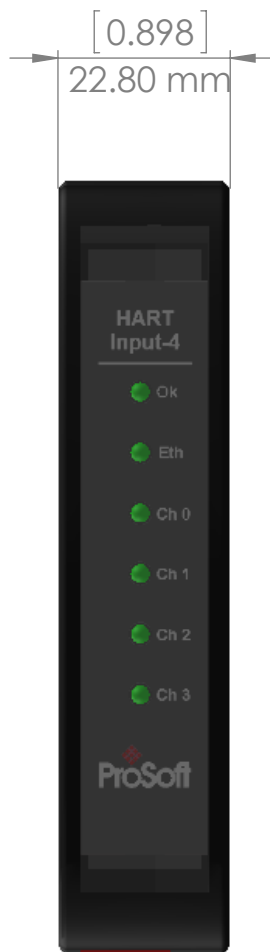 [0.898]
22.80 mm
HART
Input-4
Ok
Eth
Ch 0
Ch 1
Ch 2
Ch 3
ProSoft